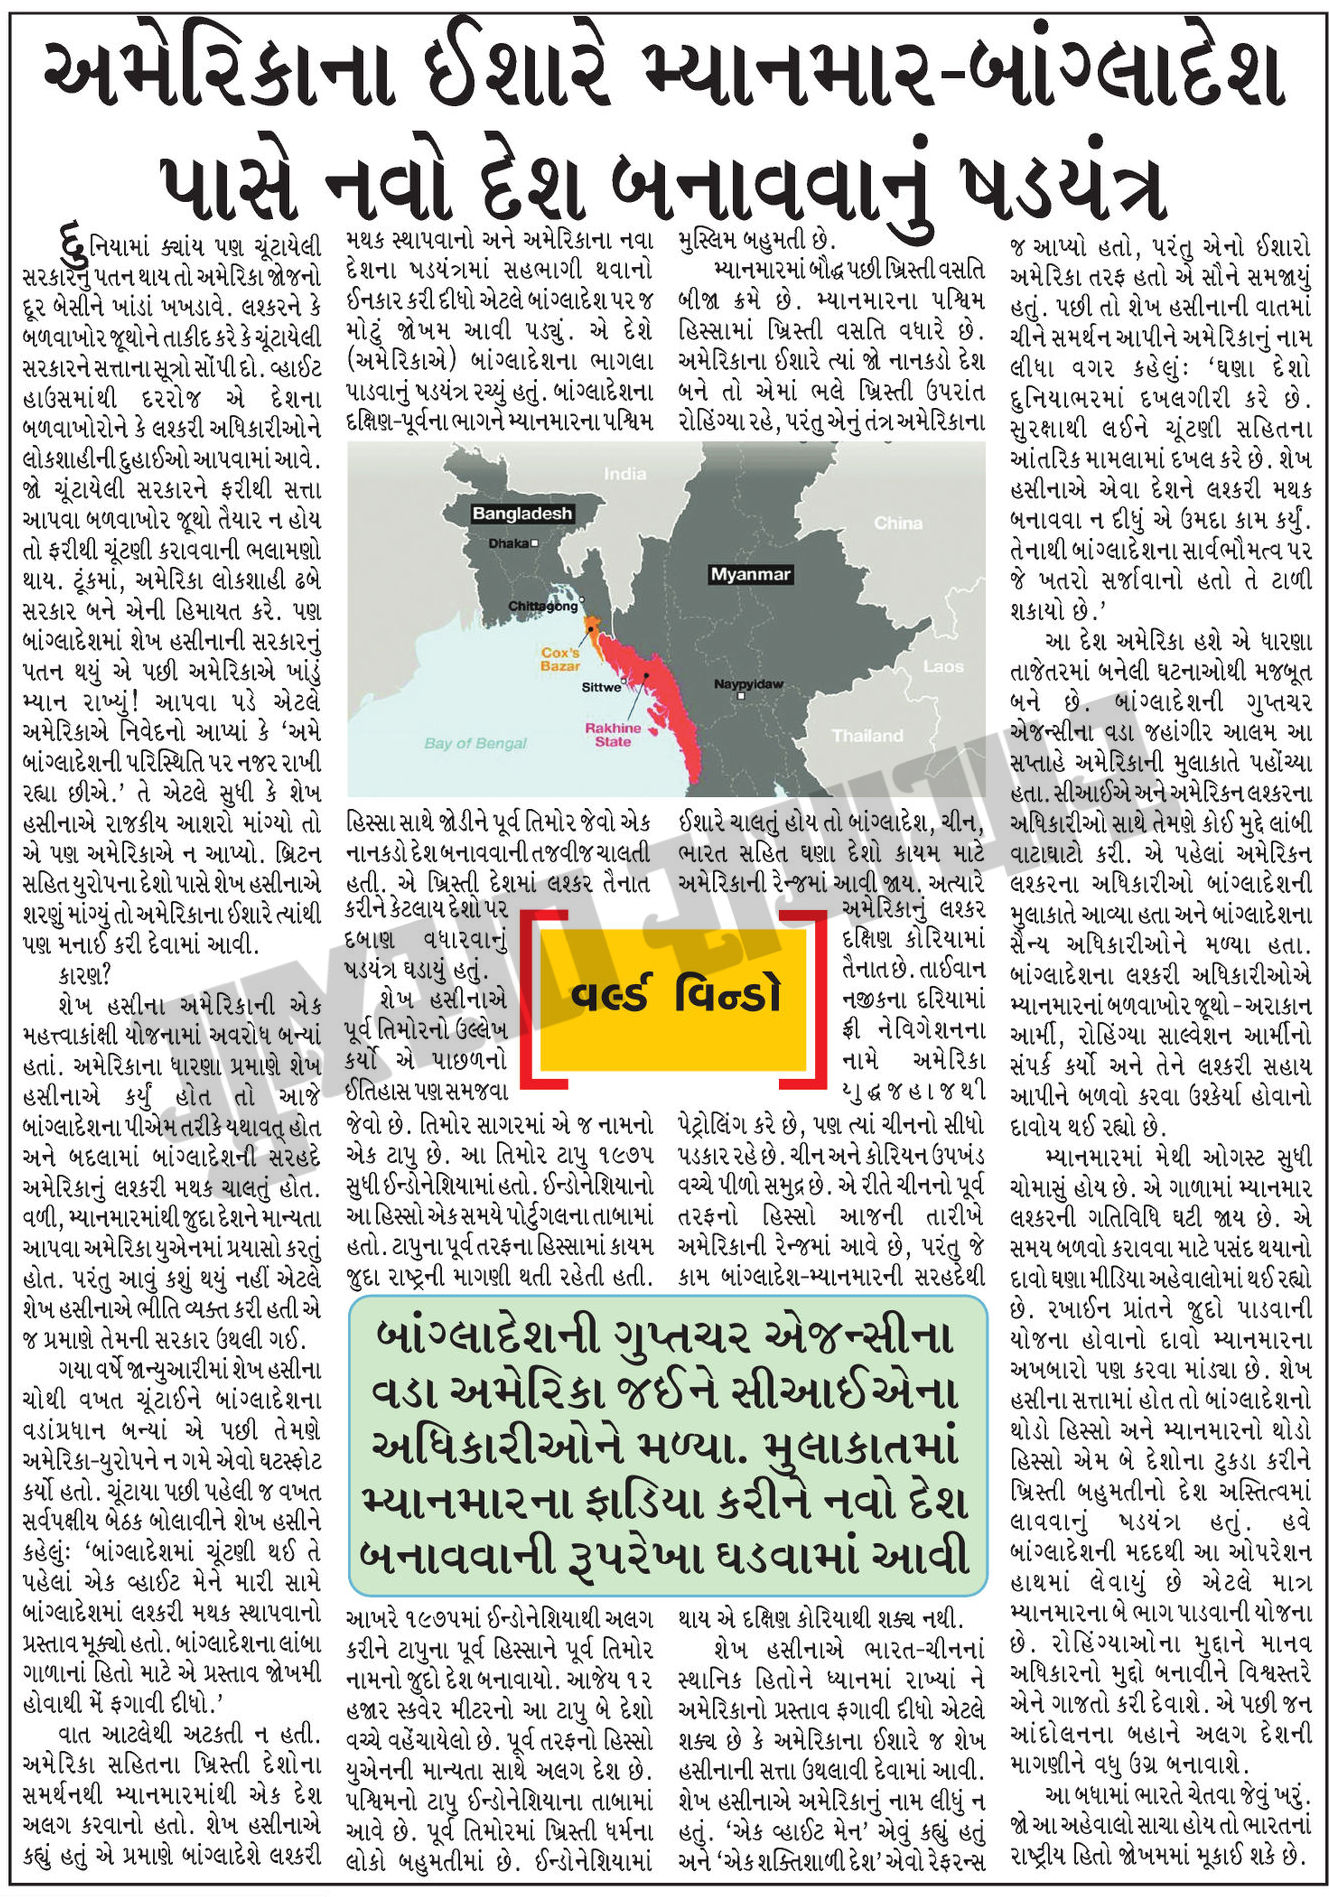 અમેરિકાના ઈશારે મ્યાનમાર-બાંગ્લાદેશ
પાસે નવો દેશ બનાવવાનું ષડયંત્ર
દુનિયામાં ક્યાંય પણ ચૂંટાયેલી
સરકારનું પતન થાય તો અમેરિકા જોજનો
દૂર બેસીને ખાંડાં ખખડાવે. લશ્કરને કે
બળવાખોર જૂથોને તાકીદ કરે કે ચૂંટાયેલી
સરકારને સત્તાના સૂત્રો સોંપી દો. વ્હાઈટ
હાઉસમાંથી દરરોજ એ દેશના
બળવાખોરોને કે લશ્કરી અધિકારીઓને
લોકશાહીની દુહાઈઓ આપવામાં આવે.
જો ચૂંટાયેલી સરકારને ફરીથી સત્તા
આપવા બળવાખોર જૂથો તૈયાર ન હોય
તો ફરીથી ચૂંટણી કરાવવાની ભલામણો
થાય. ટૂંકમાં, અમેરિકા લોકશાહી ઢબે
સરકાર બને એની હિમાયત કરે. પણ
બાંગ્લાદેશમાં શેખ હસીનાની સરકારનું
પતન થયું એ પછી અમેરિકાએ ખાંડું
મ્યાન રાખ્યું! આપવા પડે એટલે
અમેરિકાએ નિવેદનો આપ્યાં કે ‘અમે
બાંગ્લાદેશની પરિસ્થિતિ પર નજર રાખી
રહ્યા છીએ.’ તે એટલે સુધી કે શેખ
હસીનાએ રાજકીય આશરો માંગ્યો તો
એ પણ અમેરિકાએ ન આપ્યો. બ્રિટન
સહિત યુરોપના દેશો પાસે શેખ હસીનાએ
શરણું માંગ્યું તો અમેરિકાના ઈશારે ત્યાંથી
પણ મનાઈ કરી દેવામાં આવી.
કારણ?
શેખ હસીના અમેરિકાની એક
મહત્ત્વાકાંક્ષી યોજનામાં અવરોધ બન્યાં
હતાં. અમેરિકાના ધારણા પ્રમાણે શેખ
હસીનાએ કર્યું હોત તો આજે
બાંગ્લાદેશના પીએમ તરીકે યથાવત્ હોત
અને બદલામાં બાંગ્લાદેશની સરહદે
અમેરિકાનું લશ્કરી મથક ચાલતું હોત.
વળી, મ્યાનમારમાંથી જુદા દેશને માન્યતા
આપવા અમેરિકા યુએનમાં પ્રયાસો કરતું
હોત. પરંતુ આવું કશું થયું નહીં એટલે
શેખ હસીનાએ ભીતિ વ્યક્ત કરી હતી એ
જ પ્રમાણે તેમની સરકાર ઉથલી ગઈ.
ગયા વર્ષે જાન્યુઆરીમાં શેખ હસીના
ચોથી વખત ચૂંટાઈને બાંગ્લાદેશના
વડાંપ્રધાન બન્યાં એ પછી તેમણે
અમેરિકા-યુરોપને ન ગમે એવો ઘટસ્ફોટ
કર્યો હતો. ચૂંટાયા પછી પહેલી જ વખત
સર્વપક્ષીય બેઠક બોલાવીને શેખ હસીને
કહેલુંઃ ‘બાંગ્લાદેશમાં ચૂંટણી થઈ તે
પહેલાં એક વ્હાઈટ મેને મારી સામે
બાંગ્લાદેશમાં લશ્કરી મથક સ્થાપવાનો
પ્રસ્તાવ મૂક્યો હતો. બાંગ્લાદેશના લાંબા
ગાળાનાં હિતો માટે એ પ્રસ્તાવ જોખમી
હોવાથી મેં ફગાવી દીધો.’
વાત આટલેથી અટકતી ન હતી.
અમેરિકા સહિતના ખ્રિસ્તી દેશોના
સમર્થનથી મ્યાનમારમાંથી એક દેશ
અલગ કરવાનો હતો. શેખ હસીનાએ
કહ્યું હતું એ પ્રમાણે બાંગ્લાદેશે લશ્કરી
મથક સ્થાપવાનો અને અમેરિકાના નવા
દેશના ષડયંત્રમાં સહભાગી થવાનો
ઈનકાર કરી દીધો એટલે બાંગ્લાદેશ પર જ
મોટું જોખમ આવી પડ્યું. એ દેશે
(અમેરિકાએ) બાંગ્લાદેશના ભાગલા
પાડવાનું ષડયંત્ર રચ્યું હતું. બાંગ્લાદેશના
દક્ષિણ-પૂર્વના ભાગને મ્યાનમારના પશ્ચિમ
India
Bangladesh
China
Dhaka
Myanmar
Chittagong
Cox's
Bazar
Laos
Sittwe
Naypyidaw
Rakhine
State
Thailand
Bay of Bengal
હિસ્સા સાથે જોડીને પૂર્વ તિમોર જેવો એક
નાનકડો દેશ બનાવવાની તજવીજ ચાલતી
હતી. એ ખ્રિસ્તી દેશમાં લશ્કર તૈનાત
કરીને કેટલાય દેશો પર
દબાણ વધારવાનું
ષડયંત્ર ઘડાયું હતું.
શેખ હસીનાએ
પૂર્વ તિમોરનો ઉલ્લેખ
કર્યો એ પાછળનો
ઈતિહાસ પણ સમજવા
જેવો છે. તિમોર સાગરમાં એ જ નામનો
એક ટાપુ છે. આ તિમોર ટાપુ ૧૯૭૫
સુધી ઈન્ડોનેશિયામાં હતો. ઈન્ડોનેશિયાનો
આ હિસ્સો એક સમયે પોર્ટુગલના તાબામાં
હતો. ટાપુના પૂર્વ તરફના હિસ્સામાં કાયમ
જુદા રાષ્ટ્રની માગણી થતી રહેતી હતી.
વર્લ્ડ વિન્ડો
બાંગ્લાદેશની ગુપ્તચર એજન્સીના
વડા અમેરિકા જઈને સીઆઈએના
અધિકારીઓને મળ્યા. મુલાકાતમાં
મ્યાનમારના ફાડિયા કરીને નવો દેશ
બનાવવાની રૂપરેખા ઘડવામાં આવી
આખરે ૧૯૭૫માં ઈન્ડોનેશિયાથી અલગ
કરીને ટાપુના પૂર્વ હિસ્સાને પૂર્વ તિમોર
નામનો જુદો દેશ બનાવાયો. આજેય ૧૨
હજાર સ્કવેર મીટરનો આ ટાપુ બે દેશો
વચ્ચે વહેંચાયેલો છે. પૂર્વ તરફનો હિસ્સો
યુએનની માન્યતા સાથે અલગ દેશ છે.
પશ્ચિમનો ટાપુ ઈન્ડોનેશિયાના તાબામાં
આવે છે. પૂર્વ તિમોરમાં ખ્રિસ્તી ધર્મના
લોકો બહુમતીમાં છે. ઈન્ડોનેશિયામાં
મુસ્લિમ બહુમતી છે.
મ્યાનમારમાં બૌદ્ધ પછી ખ્રિસ્તી વસતિ
બીજા ક્રમે છે. મ્યાનમારના પશ્ચિમ
હિસ્સામાં ખ્રિસ્તી વસતિ વધારે છે.
અમેરિકાના ઈશારે ત્યાં જો નાનકડો દેશ
બને તો એમાં ભલે ખ્રિસ્તી ઉપરાંત
રોહિંગ્યા રહે, પરંતુ એનું તંત્ર અમેરિકાના
ઈશારે ચાલતું હોય તો બાંગ્લાદેશ, ચીન,
ભારત સહિત ઘણા દેશો કાયમ માટે
અમેરિકાની રેન્જમાં આવી જાય. અત્યારે
અમેરિકાનું લશ્કર
દક્ષિણ કોરિયામાં
તૈનાત છે. તાઈવાન
નજીકના દરિયામાં
ફ્રી નેવિગેશનના
નામે અમેરિકા
યુદ્ધજહાજથી
પેટ્રોલિંગ કરે છે, પણ ત્યાં ચીનનો સીધો
પડકાર રહે છે. ચીન અને કોરિયન ઉપખંડ
વચ્ચે પીળો સમુદ્ર છે. એ રીતે ચીનનો પૂર્વ
તરફનો હિસ્સો આજની તારીખે
અમેરિકાની રેન્જમાં આવે છે, પરંતુ જે
કામ બાંગ્લાદેશ-મ્યાનમારની સરહદેથી
થાય એ દક્ષિણ કોરિયાથી શક્ય નથી.
શેખ હસીનાએ ભારત-ચીનનાં
સ્થાનિક હિતોને ધ્યાનમાં રાખ્યાં ને
અમેરિકાનો પ્રસ્તાવ ફગાવી દીધો એટલે
શક્ય છે કે અમેરિકાના ઈશારે જ શેખ
હસીનાની સત્તા ઉથલાવી દેવામાં આવી.
શેખ હસીનાએ અમેરિકાનું નામ લીધું ન
હતું. ‘એક વ્હાઈટ મેન’ એવું કહ્યું હતું
અને ‘એક શક્તિશાળી દેશ’ એવો રેફરન્સ
જ આપ્યો હતો, પરંતુ એનો ઈશારો
અમેરિકા તરફ હતો એ સૌને સમજાયું
હતું. પછી તો શેખ હસીનાની વાતમાં
ચીને સમર્થન આપીને અમેરિકાનું નામ
લીધા વગર કહેલુંઃ ‘ઘણા દેશો
દુનિયાભરમાં દખલગીરી કરે છે.
સુરક્ષાથી લઈને ચૂંટણી સહિતના
આંતરિક મામલામાં દખલ કરે છે. શેખ
હસીનાએ એવા દેશને લશ્કરી મથક
બનાવવા ન દીધું એ ઉમદા કામ કર્યું.
તેનાથી બાંગ્લાદેશના સાર્વભૌમત્વ પર
જે ખતરો સર્જાવાનો હતો તે ટાળી
શકાયો છે.’
આ દેશ અમેરિકા હશે એ ધારણા
તાજેતરમાં બનેલી ઘટનાઓથી મજબૂત
બને છે. બાંગ્લાદેશની ગુપ્તચર
એજન્સીના વડા જહાંગીર આલમ આ
સપ્તાહે અમેરિકાની મુલાકાતે પહોંચ્યા
હતા. સીઆઈએ અને અમેરિકન લશ્કરના
અધિકારીઓ સાથે તેમણે કોઈ મુદ્દે લાંબી
વાટાઘાટો કરી. એ પહેલાં અમેરિકન
લશ્કરના અધિકારીઓ બાંગ્લાદેશની
મુલાકાતે આવ્યા હતા અને બાંગ્લાદેશના
સૈન્ય અધિકારીઓને મળ્યા હતા.
બાંગ્લાદેશના લશ્કરી અધિકારીઓએ
મ્યાનમારનાં બળવાખોર જૂથો - અરાકાન
આર્મી, રોહિંગ્યા સાલ્વેશન આર્મીનો
સંપર્ક કર્યો અને તેને લશ્કરી સહાય
આપીને બળવો કરવા ઉશ્કેર્યા હોવાનો
દાવોય થઈ રહ્યો છે.
મ્યાનમારમાં મેથી ઓગસ્ટ સુધી
ચોમાસું હોય છે. એ ગાળામાં મ્યાનમાર
લશ્કરની ગતિવિધિ ઘટી જાય છે. એ
સમય બળવો કરાવવા માટે પસંદ થયાનો
દાવો ઘણા મીડિયા અહેવાલોમાં થઈ રહ્યો
છે. રખાઈન પ્રાંતને જુદો પાડવાની
યોજના હોવાનો દાવો મ્યાનમારના
અખબારો પણ કરવા માંડ્યા છે. શેખ
હસીના સત્તામાં હોત તો બાંગ્લાદેશનો
થોડો હિસ્સો અને મ્યાનમારનો થોડો
હિસ્સો એમ બે દેશોના ટુકડા કરીને
ખ્રિસ્તી બહુમતીનો દેશ અસ્તિત્વમાં
લાવવાનું ષડયંત્ર હતું. હવે
બાંગ્લાદેશની મદદથી આ ઓપરેશન
હાથમાં લેવાયું છે એટલે માત્ર
મ્યાનમારના બે ભાગ પાડવાની યોજના
છે. રોહિંગ્યાઓના મુદ્દાને માનવ
અધિકારનો મુદ્દો બનાવીને વિશ્વસ્તરે
એને ગાજતો કરી દેવાશે. એ પછી જન
આંદોલનના બહાને અલગ દેશની
માગણીને વધુ ઉગ્ર બનાવાશે.
આ બધામાં ભારતે ચેતવા જેવું ખરું.
જો આ અહેવાલો સાચા હોય તો ભારતનાં
રાષ્ટ્રીય હિતો જોખમમાં મૂકાઈ શકે છે.
ગુજરાત સમાચાર